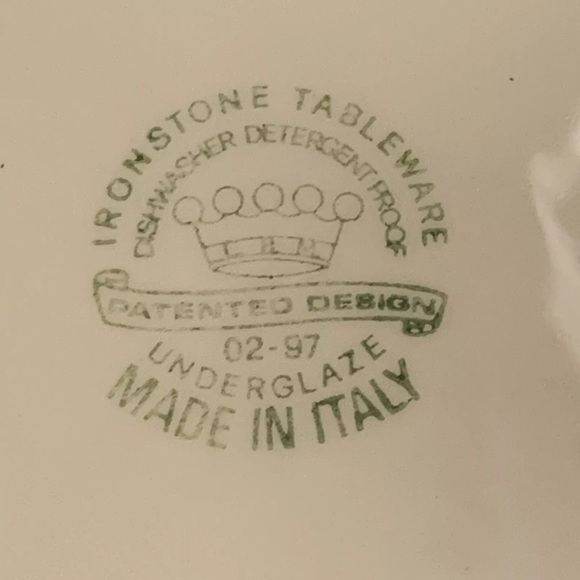 IRONSTONE TABLEWARE
DISHWASHER DETERGENT PROOF
PATENTED DESIGN
02-97
UNDERGLAZE
MADE IN ITALY